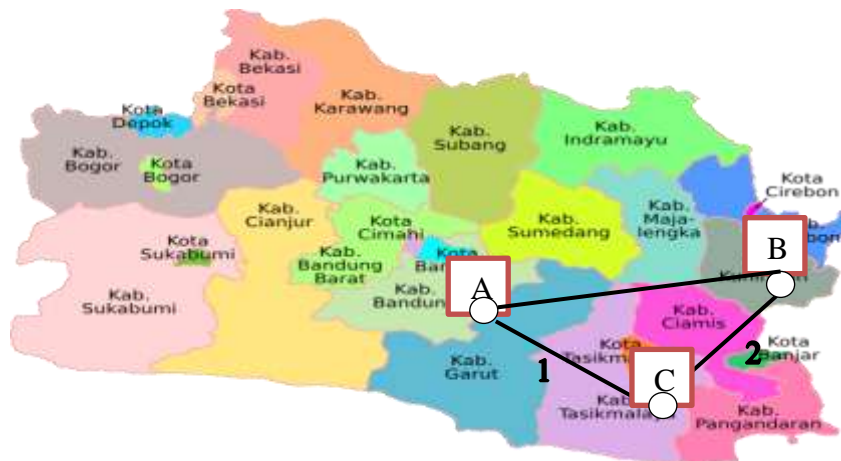 Kab.
Bekasi
Kota
Bekasi
Kab.
Karawang
Kota
Depok
Kab.
Bogor
Kota
Bogor
Kab.
Purwakarta
Kab.
Subang
Kab.
Indramayu
Kota
Cirebon
Kab.
Cianjur
Kota
Cimahi
Kab.
Sumedang
Kab.
Maja-
lengka
B
Kota
Sukabumi
Kab.
Bandung
Barat
A
Kab.
Sukabumi
Kab.
Kab.
Ciamis
Kota
Banjar
Kota
Kab.
Garut
1
C
2
Kab.
Pangandaran